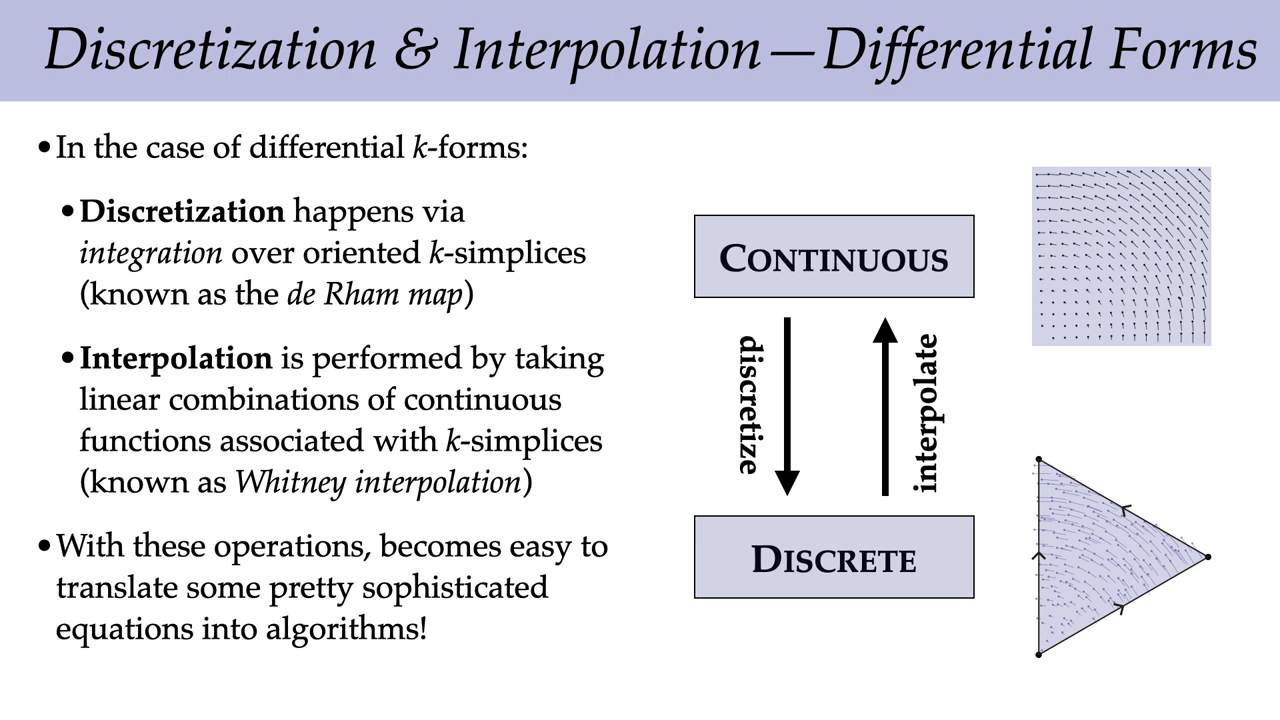 Discretization & Interpolation—Differential Forms
•In the case of differential k-forms:
•Discretization happens via
integration over oriented k-simplices
(known as the de Rham map)
•Interpolation is performed by taking
linear combinations of continuous
functions associated with k-simplices
(known as Whitney interpolation)
•With these operations, becomes easy to
translate some pretty sophisticated
equations into algorithms!
CONTINUOUS
discretize
interpolate
DISCRETE